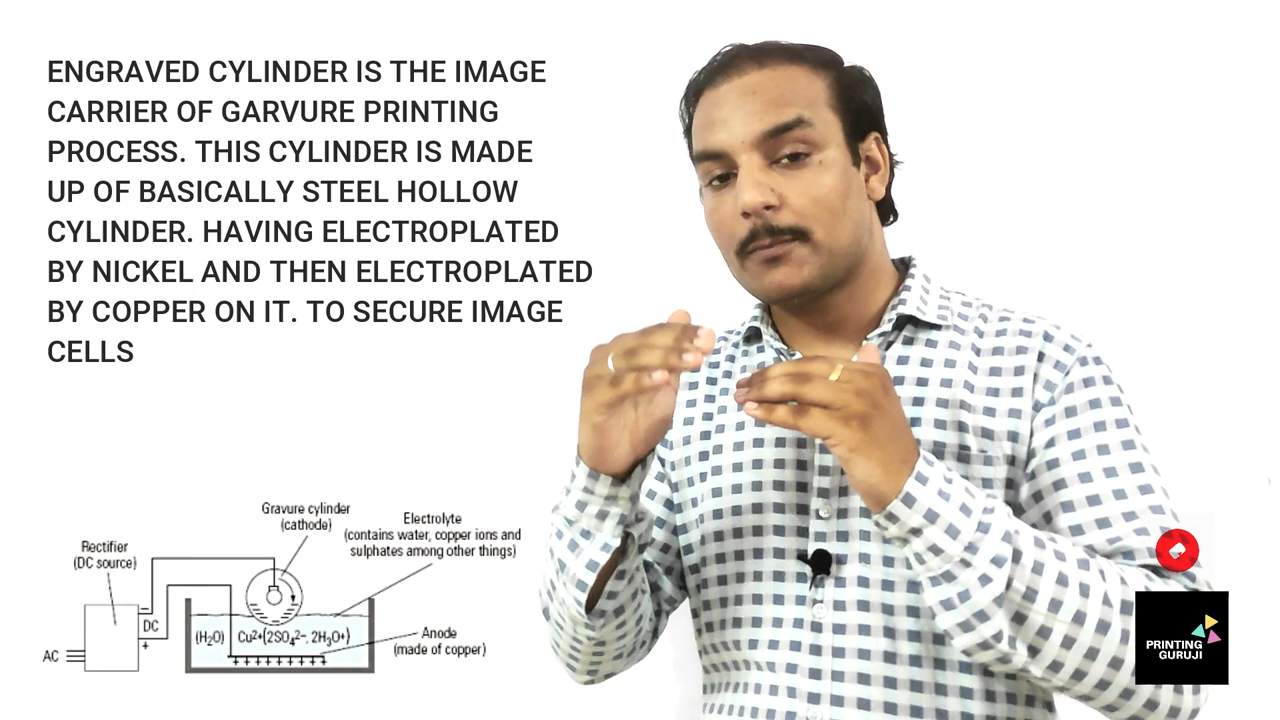 ENGRAVED CYLINDER IS THE IMAGE
CARRIER OF GARVURE PRINTING
PROCESS. THIS CYLINDER IS MADE
UP OF BASICALLY STEEL HOLLOW
CYLINDER. HAVING ELECTROPLATED
BY NICKEL AND THEN ELECTROPLATED
BY COPPER ON IT. TO SECURE IMAGE
CELLS
Gravure cylinder
(cathode)
Electrolyte
(contains water, copper ions and
sulphates among other things)
Rectifier
(DC source)
−
DC
+
AC
(H₂O)
Cu²⁺(2SO₄²⁻, 2H₃O⁺)
Anode
(made of copper)
PRINTING
GURUJI